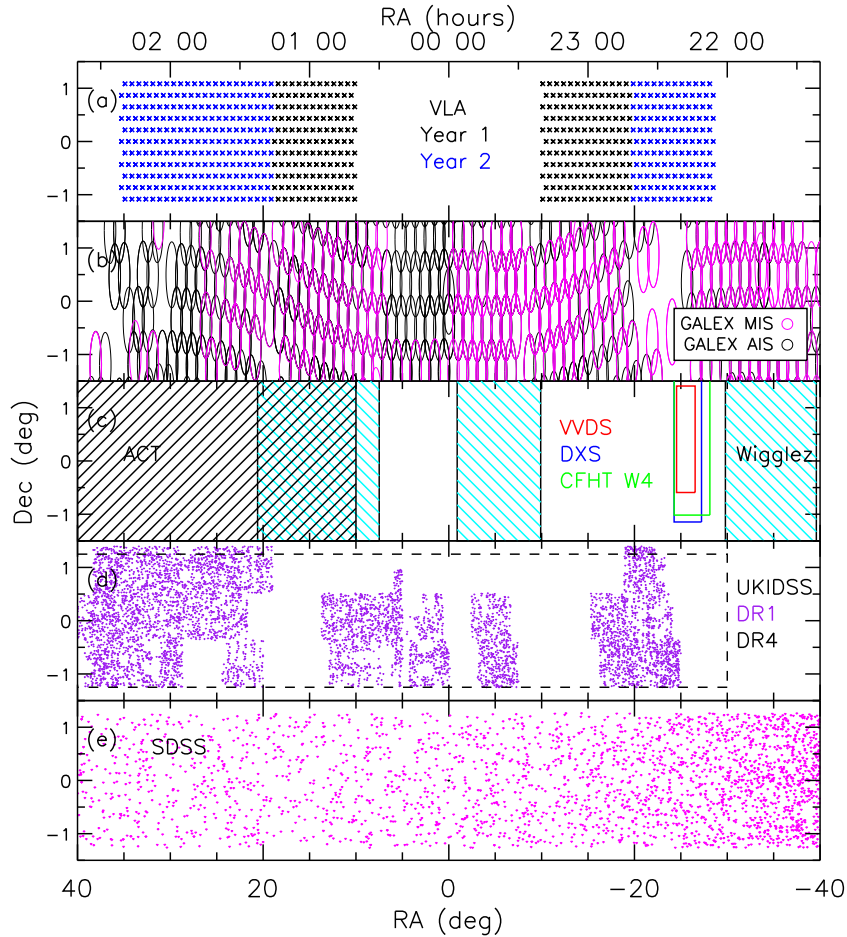 RA (hours)
02 00 01 00 00 00 23 00 22 00
1
(a)
VLA
0
Year 1
Year 2
−1
1
(b)
0
GALEX MIS
GALEX AIS
−1
1
(c)
VVDS
ACT
DXS
Wigglez
0
CFHT W4
−1
Dec (deg)
1
(d)
UKIDSS
0
DR1
DR4
−1
1
(e)
SDSS
0
−1
40 20 0 −20 −40
RA (deg)